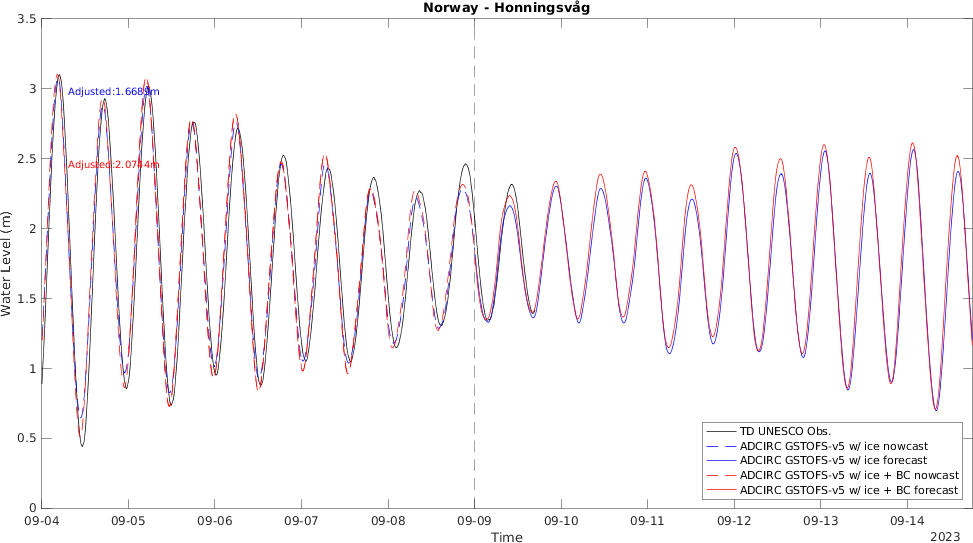 Norway - Honningsvåg
3.5
3
2.5
2
1.5
1
0.5
0
Water Level (m)
Adjusted:1.6689m
Adjusted:2.0744m
TD UNESCO Obs.
ADCIRC GSTOFS-v5 w/ ice nowcast
ADCIRC GSTOFS-v5 w/ ice forecast
ADCIRC GSTOFS-v5 w/ ice + BC nowcast
ADCIRC GSTOFS-v5 w/ ice + BC forecast
09-04 09-05 09-06 09-07 09-08 09-09 09-10 09-11 09-12 09-13 09-14
Time
2023